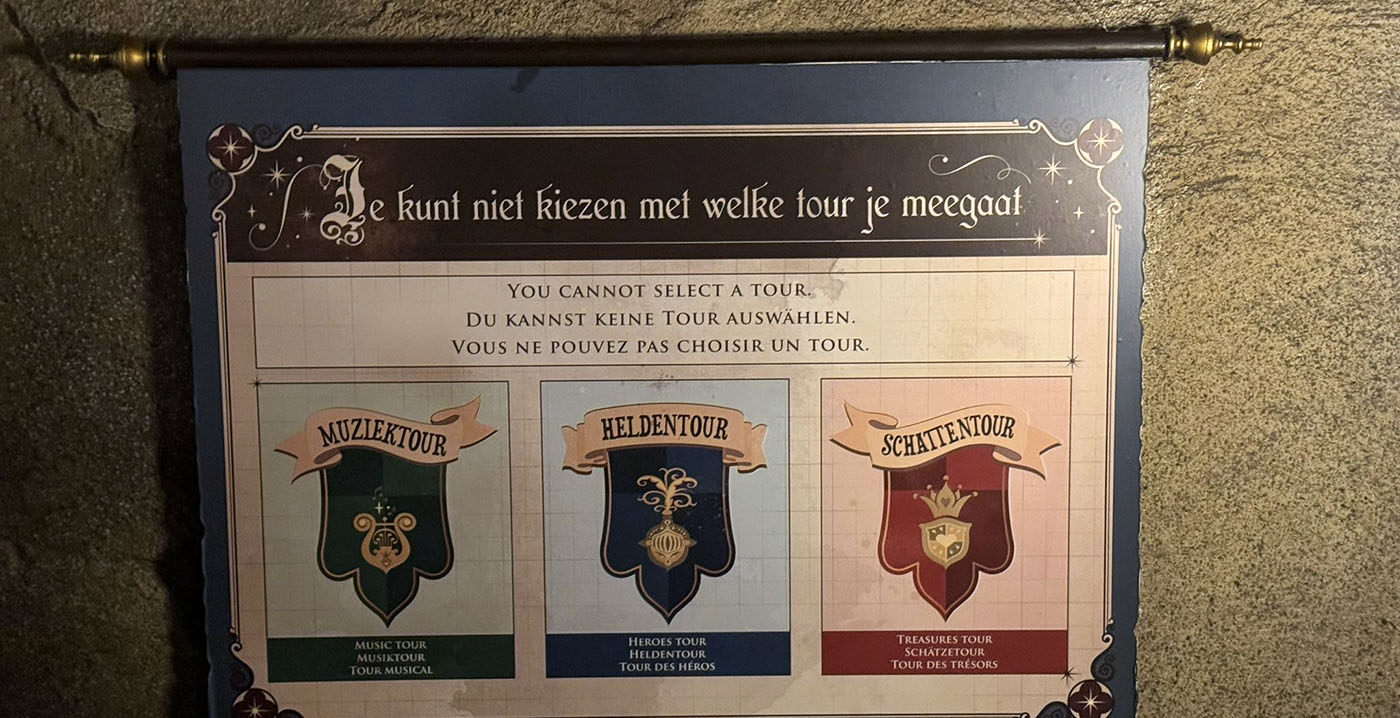 Je kunt niet kiezen met welke tour je meegaat
YOU CANNOT SELECT A TOUR.
DU KANNST KEINE TOUR AUSWÄHLEN.
VOUS NE POUVEZ PAS CHOISIR UN TOUR.
MUZIEKTOUR
MUSIC TOUR
MUSIKTOUR
TOUR MUSICAL
HELDENTOUR
HEROES TOUR
HELDENTOUR
TOUR DES HÉROS
SCHATTENTOUR
TREASURES TOUR
SCHÄTZETOUR
TOUR DES TRÉSORS